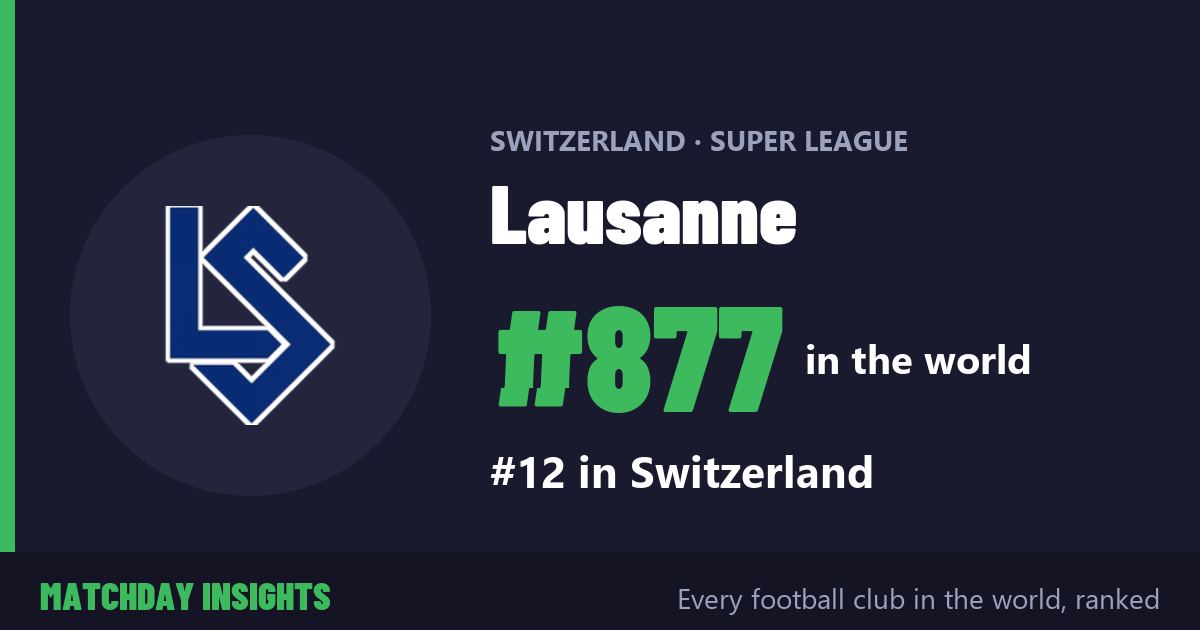 LS
SWITZERLAND · SUPER LEAGUE
Lausanne
#877 in the world
#12 in Switzerland
MATCHDAY INSIGHTS
Every football club in the world, ranked